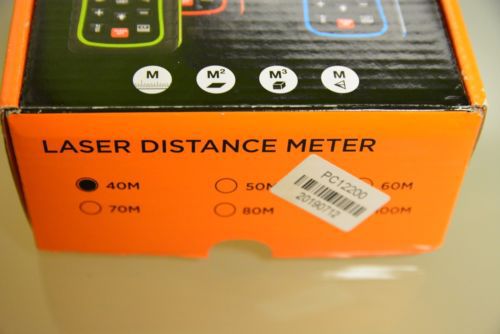 M M² M³ M
LASER DISTANCE METER
40M 50M 60M
70M 80M
PC12200
20190712